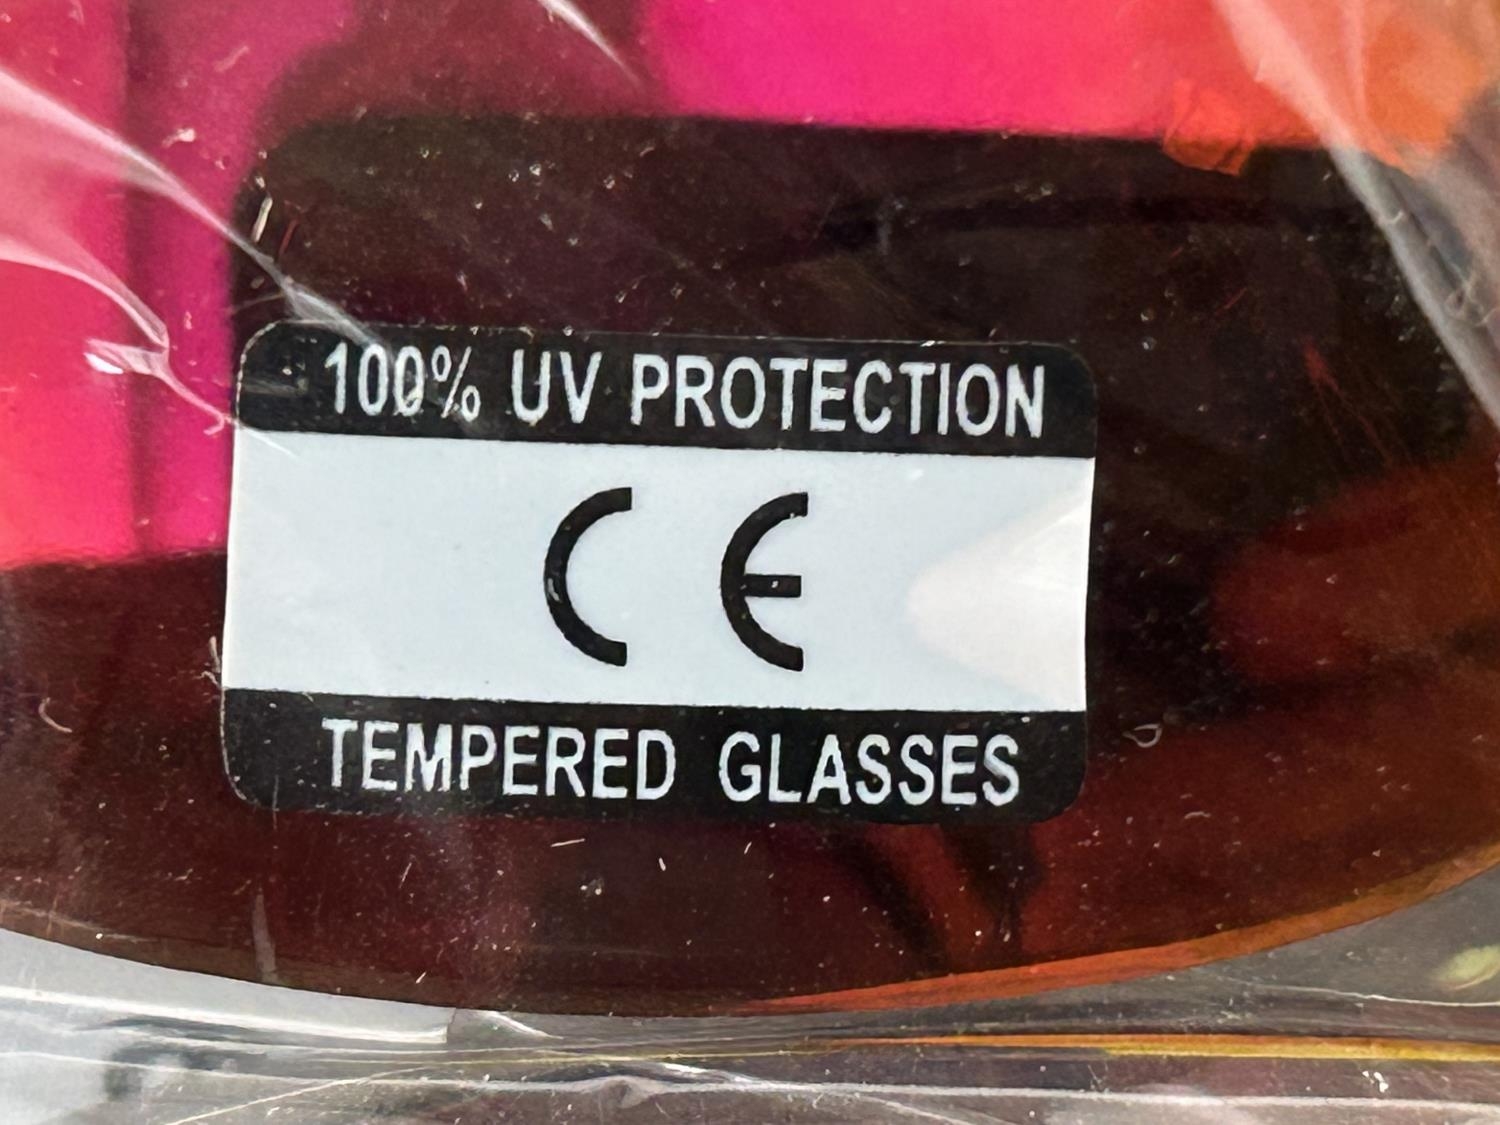 100% UV PROTECTION
CE
TEMPERED GLASSES